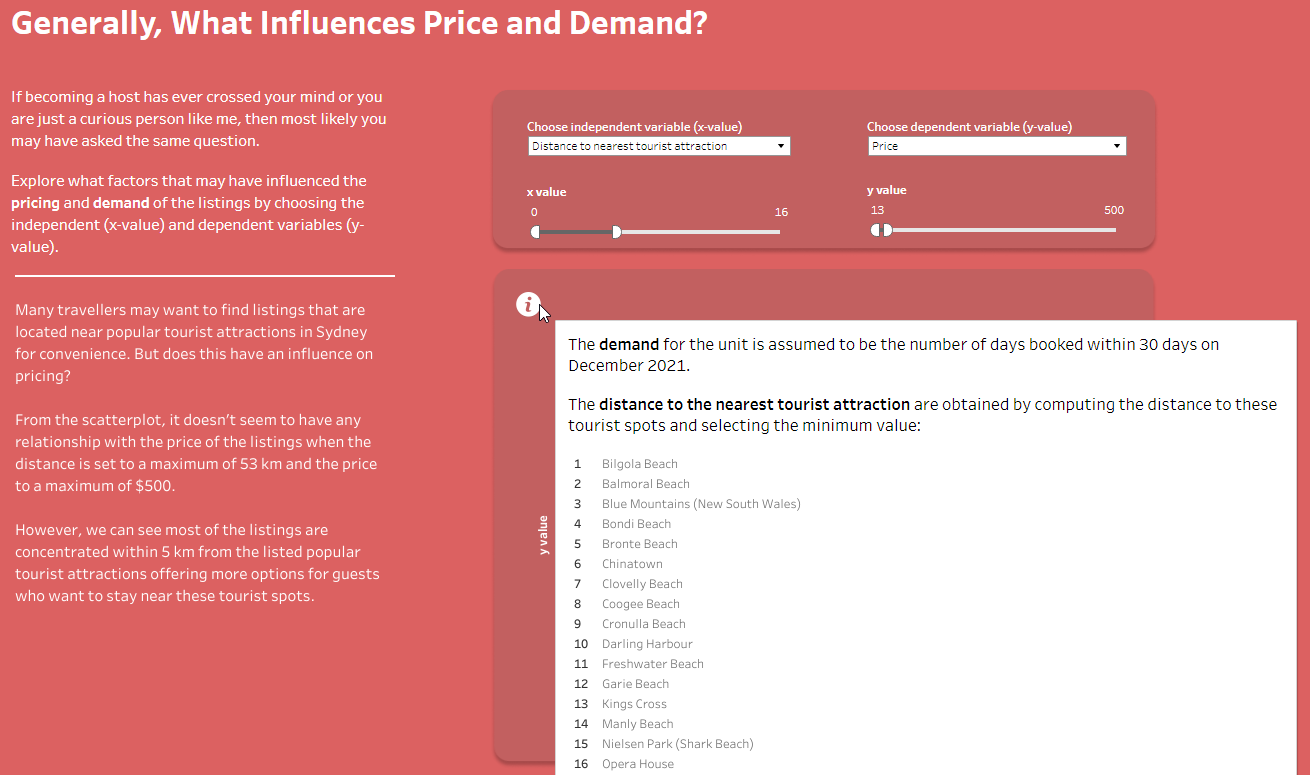 Generally, What Influences Price and Demand?
If becoming a host has ever crossed your mind or you
are just a curious person like me, then most likely you
may have asked the same question.
Explore what factors that may have influenced the
pricing and demand of the listings by choosing the
independent (x-value) and dependent variables (y-
value).
Many travellers may want to find listings that are
located near popular tourist attractions in Sydney
for convenience. But does this have an influence on
pricing?
From the scatterplot, it doesn't seem to have any
relationship with the price of the listings when the
distance is set to a maximum of 53 km and the price
to a maximum of $500.
However, we can see most of the listings are
concentrated within 5 km from the listed popular
tourist attractions offering more options for guests
who want to stay near these tourist spots.
Choose independent variable (x-value)
Distance to nearest tourist attraction
x value
0 16
Choose dependent variable (y-value)
Price
y value
13 500
i
y value
The demand for the unit is assumed to be the number of days booked within 30 days on
December 2021.
The distance to the nearest tourist attraction are obtained by computing the distance to these
tourist spots and selecting the minimum value:
1 Bilgola Beach
2 Balmoral Beach
3 Blue Mountains (New South Wales)
4 Bondi Beach
5 Bronte Beach
6 Chinatown
7 Clovelly Beach
8 Coogee Beach
9 Cronulla Beach
10 Darling Harbour
11 Freshwater Beach
12 Garie Beach
13 Kings Cross
14 Manly Beach
15 Nielsen Park (Shark Beach)
16 Opera House